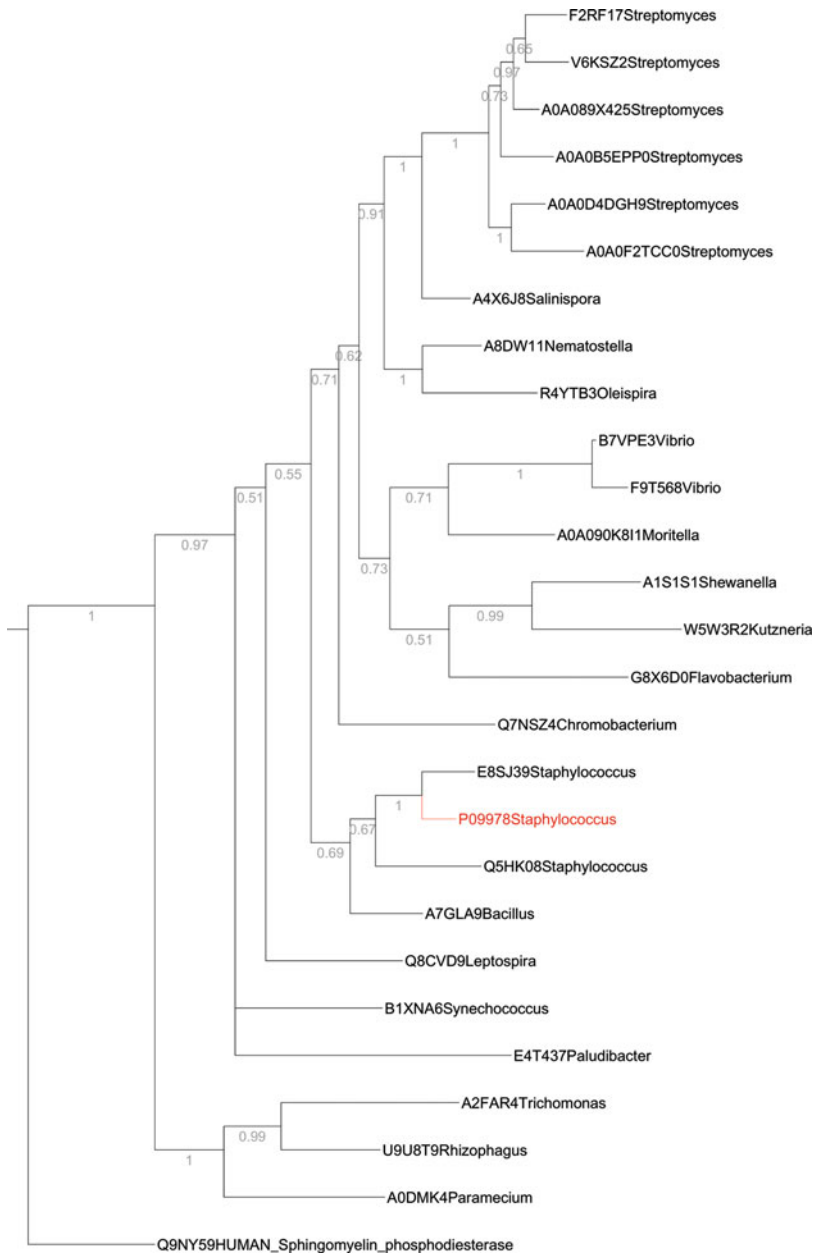 F2RF17Streptomyces
0.65
V6KSZ2Streptomyces
0.97
0.73
A0A089X425Streptomyces
1
A0A0B5EPP0Streptomyces
1
A0A0D4DGH9Streptomyces
0.91
1
A0A0F2TCC0Streptomyces
A4X6J8Salinispora
A8DW11Nematostella
0.62
0.71
1
R4YTB3Oleispira
B7VPE3Vibrio
0.55
1
F9T568Vibrio
0.51
0.71
A0A090K8I1Moritella
0.97
0.73
A1S1S1Shewanella
1
0.99
W5W3R2Kutzneria
0.51
G8X6D0Flavobacterium
Q7NSZ4Chromobacterium
E8SJ39Staphylococcus
1
P09978Staphylococcus
0.67
0.69
Q5HK08Staphylococcus
A7GLA9Bacillus
Q8CVD9Leptospira
B1XNA6Synechococcus
E4T437Paludibacter
A2FAR4Trichomonas
0.99
U9U8T9Rhizophagus
1
A0DMK4Paramecium
Q9NY59HUMAN_Sphingomyelin_phosphodiesterase